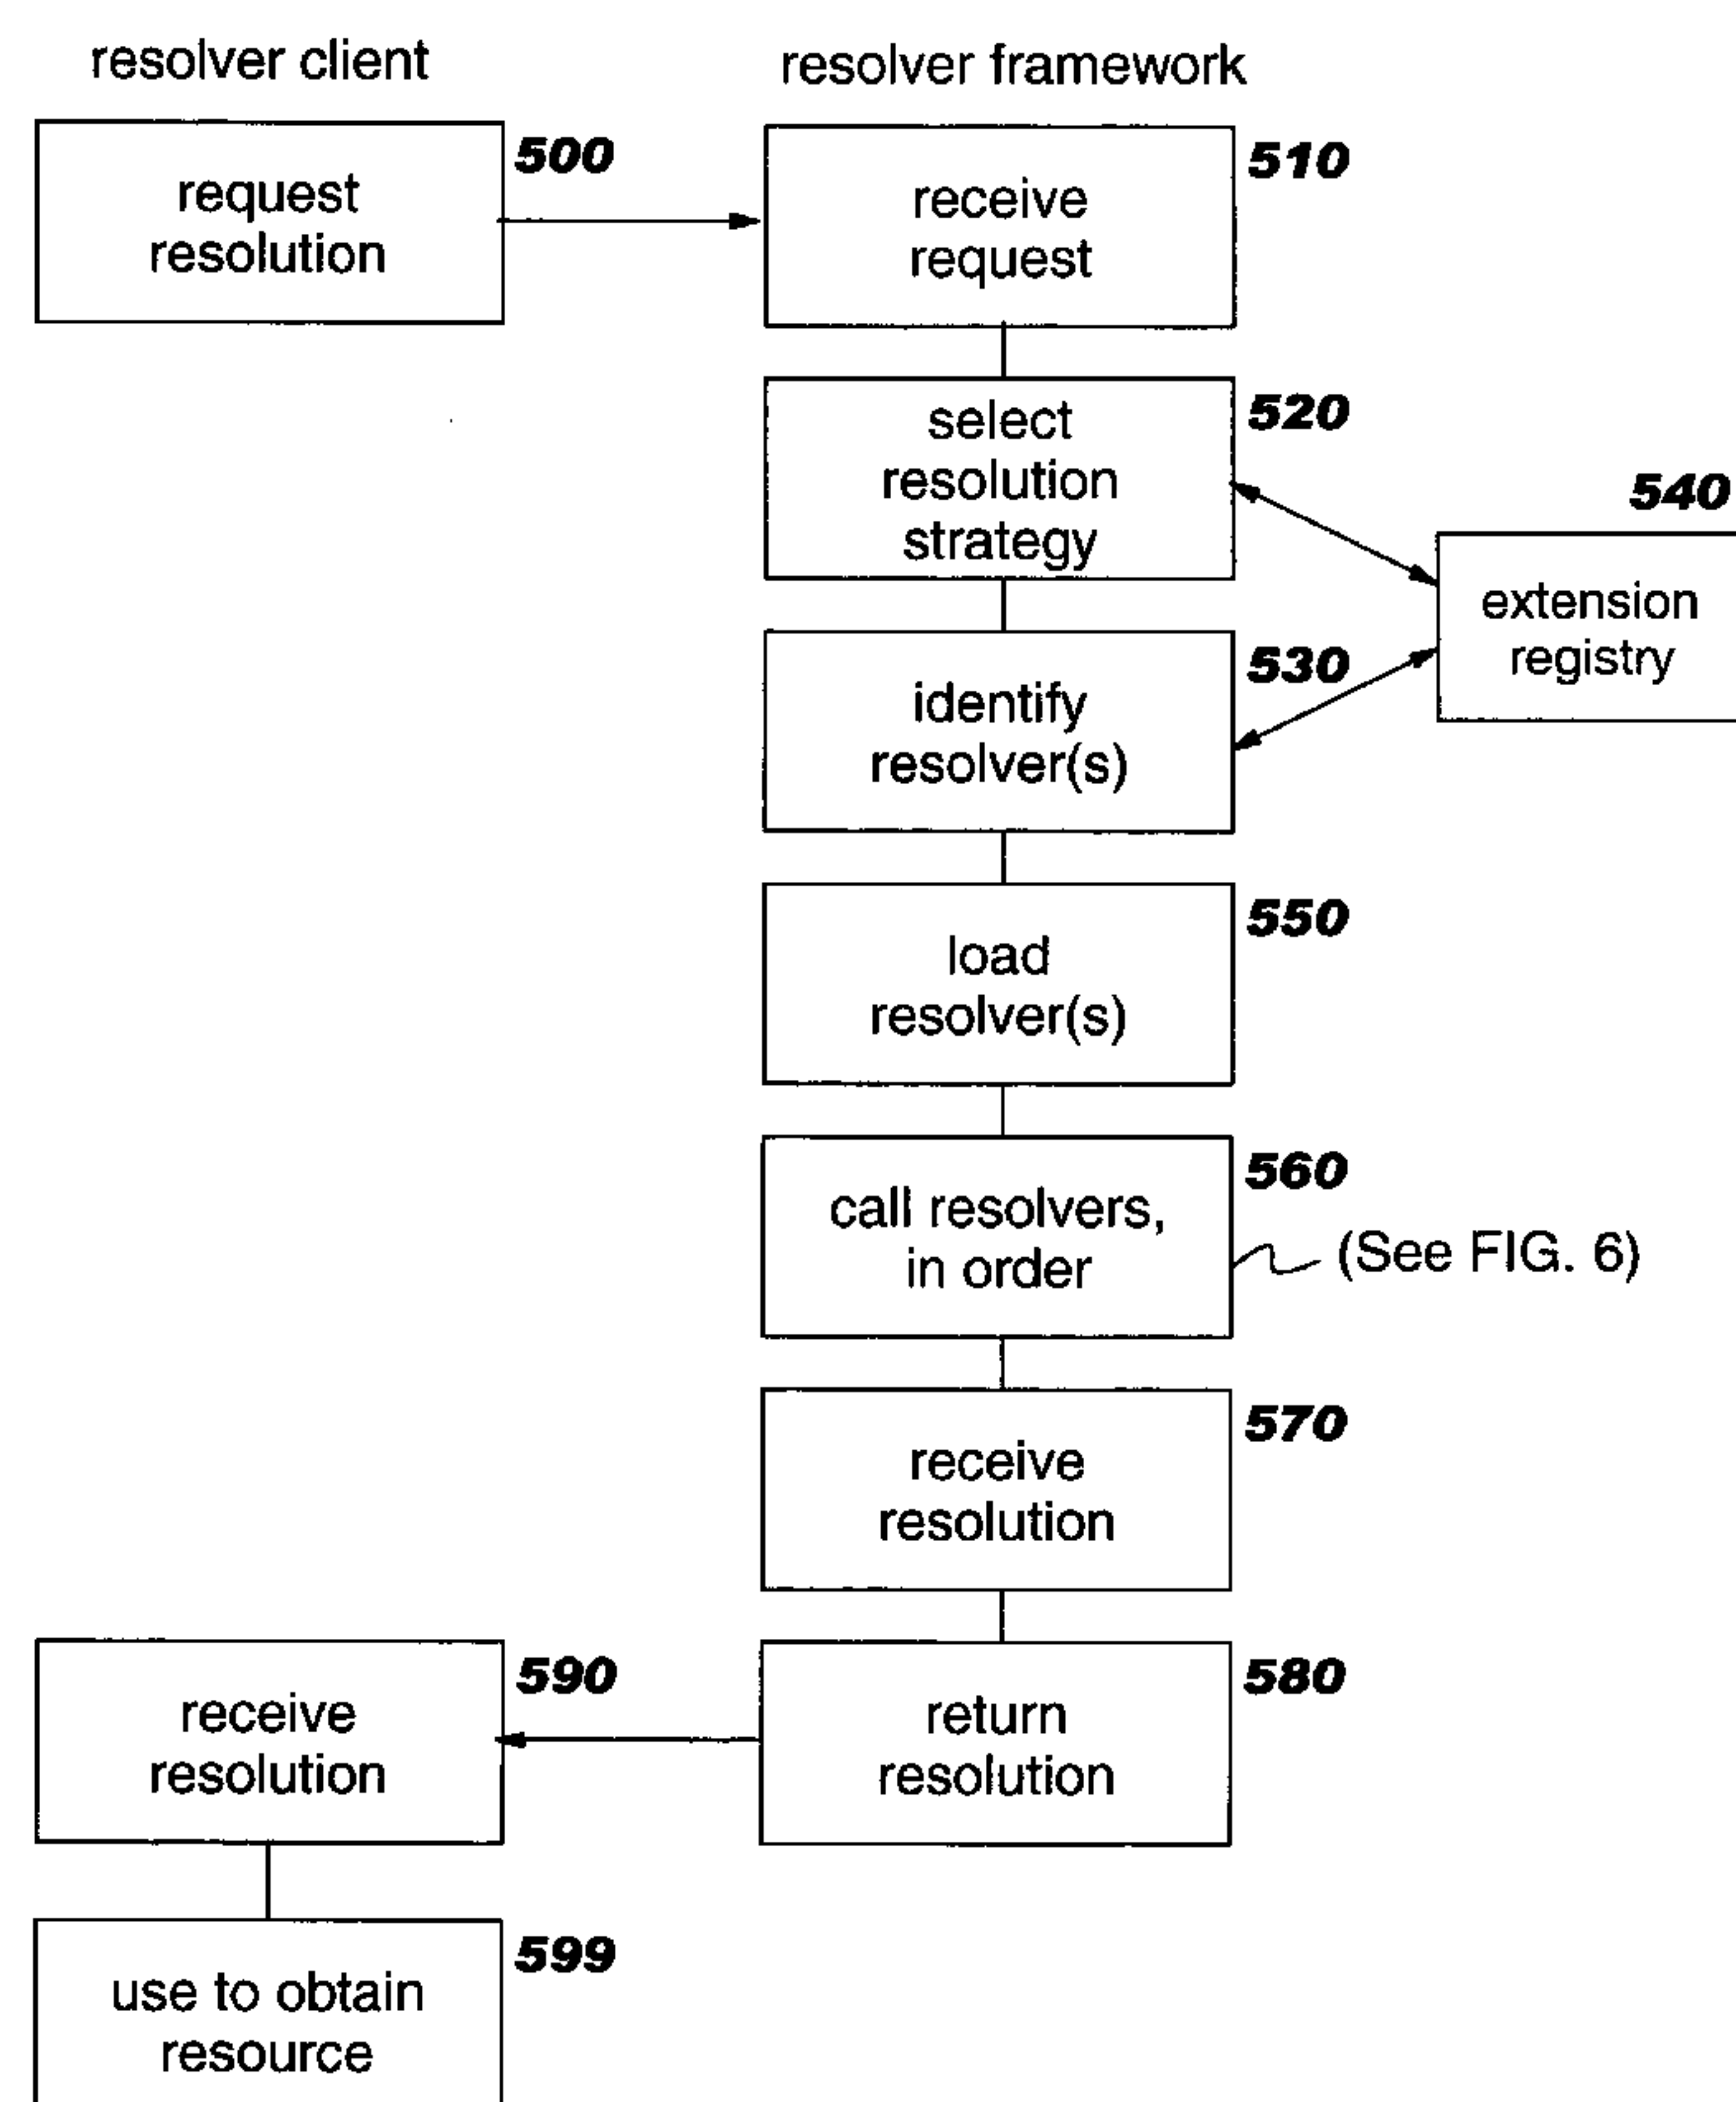 resolver client
resolver framework
500
request
resolution
510
receive
request
520
select
resolution
strategy
540
extension
registry
530
identify
resolver(s)
550
load
resolver(s)
560
call resolvers,
in order
(See FIG. 6)
570
receive
resolution
580
return
resolution
590
receive
resolution
599
use to obtain
resource